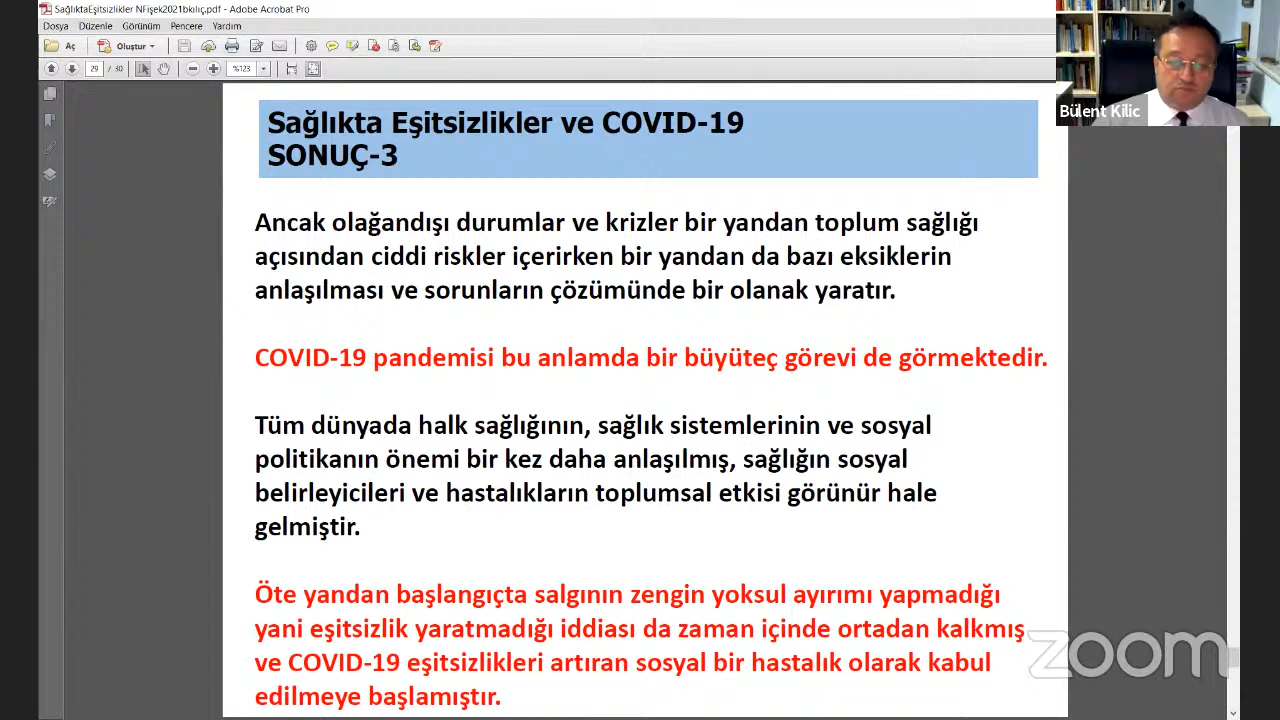 SağlıktaEşitsizlikler NFişek2021bkılıç.pdf - Adobe Acrobat Pro
Dosya Düzenle Görünüm Pencere Yardım
Aç Oluştur
29 / 30 %123
Bülent Kilic
Sağlıkta Eşitsizlikler ve COVID-19
SONUÇ-3
Ancak olağandışı durumlar ve krizler bir yandan toplum sağlığı
açısından ciddi riskler içerirken bir yandan da bazı eksiklerin
anlaşılması ve sorunların çözümünde bir olanak yaratır.
COVID-19 pandemisi bu anlamda bir büyüteç görevi de görmektedir.
Tüm dünyada halk sağlığının, sağlık sistemlerinin ve sosyal
politikanın önemi bir kez daha anlaşılmış, sağlığın sosyal
belirleyicileri ve hastalıkların toplumsal etkisi görünür hale
gelmiştir.
Öte yandan başlangıçta salgının zengin yoksul ayırımı yapmadığı
yani eşitsizlik yaratmadığı iddiası da zaman içinde ortadan kalkmış
ve COVID-19 eşitsizlikleri artıran sosyal bir hastalık olarak kabul
edilmeye başlamıştır.
zoom